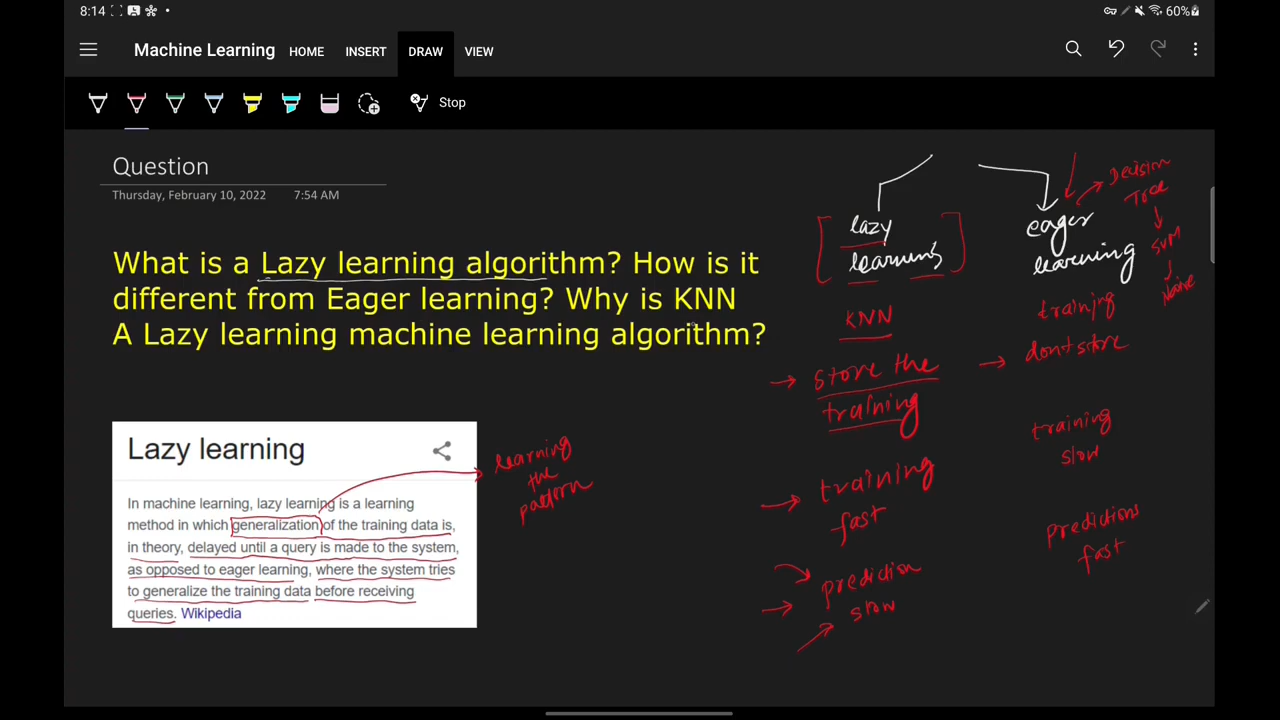 8:14
60%
Machine Learning
HOME
INSERT
DRAW
VIEW
Stop
Question
Thursday, February 10, 2022
7:54 AM
What is a Lazy learning algorithm? How is it
different from Eager learning? Why is KNN
A Lazy learning machine learning algorithm?
Lazy learning
In machine learning, lazy learning is a learning
method in which generalization of the training data is,
in theory, delayed until a query is made to the system,
as opposed to eager learning, where the system tries
to generalize the training data before receiving
queries. Wikipedia
learning
the
pattern
lazy
learning
KNN
store the
training
training
fast
prediction
slow
eager
learning
Decision
Tree
SVM
training
dont store
training
slow
predictions
fast